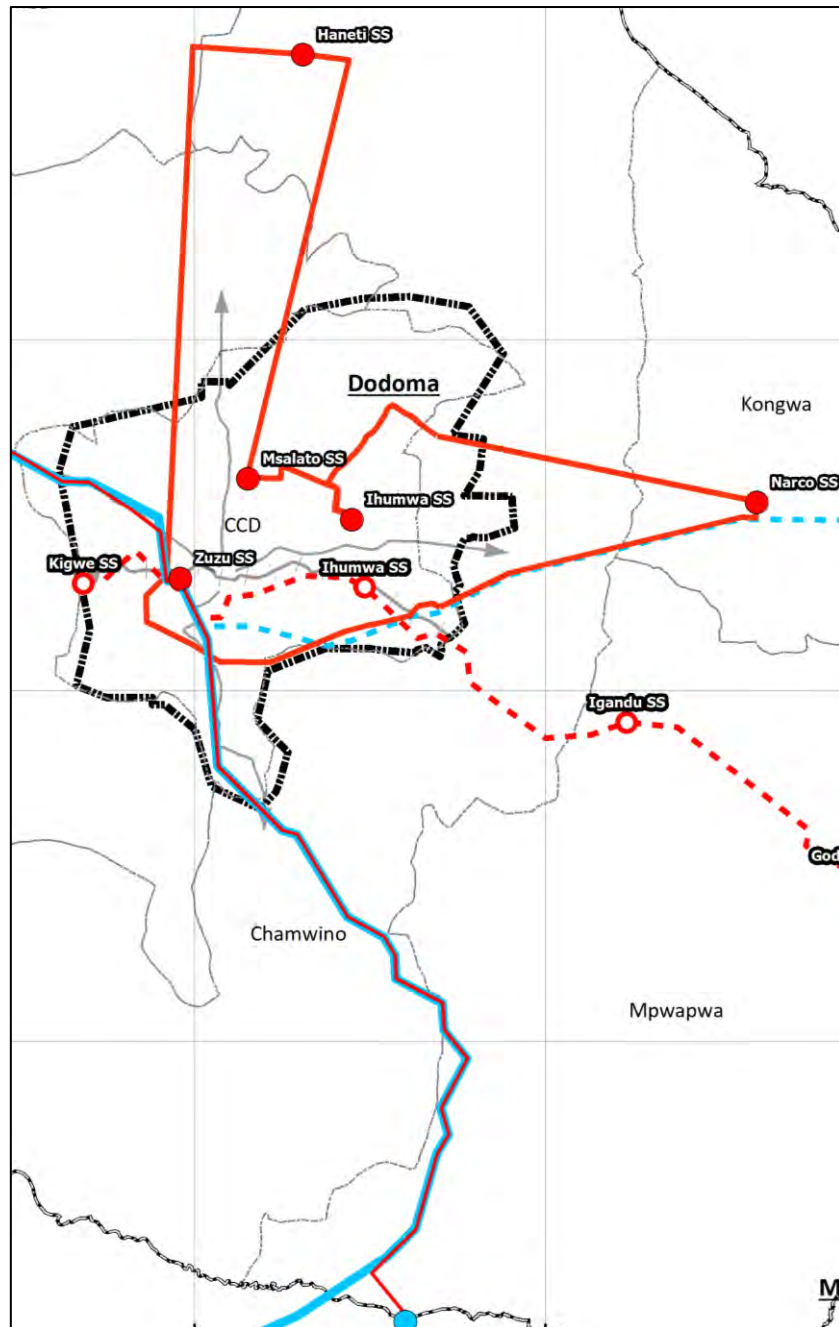 Haneti SS
Dodoma
Kongwa
Msalato SS
Narco SS
Ihumwa SS
CCD
Kigwe SS
Zuzu SS
Ihumwa SS
Igandu SS
God
Chamwino
Mpwapwa
M